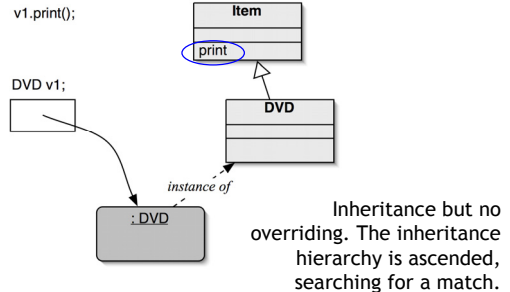 v1.print();
Item
print
DVD v1;
DVD
instance of
: DVD
Inheritance but no
overriding. The inheritance
hierarchy is ascended,
searching for a match.